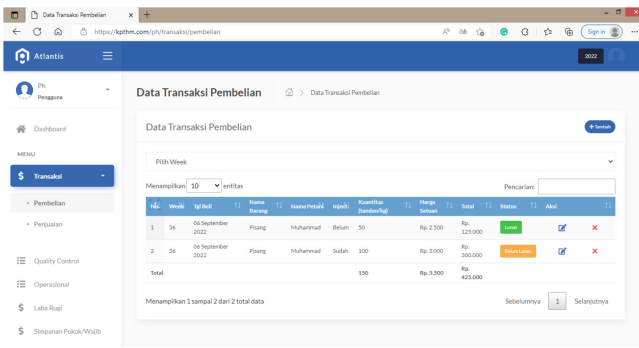 Data Transaksi Pembelian
https://kpthm.com/ph/transaksi/pembelian
Sign in
Atlantis
2022
Ph
Pengguna
Dashboard
MENU
Transaksi
Pembelian
Penjualan
Quality Control
Operasional
Laba Rugi
Simpanan Pokok/Wajib
Data Transaksi Pembelian
> Data Transaksi Pembelian
Data Transaksi Pembelian
+ Tambah
Pilih Week
Menampilkan 10 entitas
Pencarian:
No. Week Tgl Beli Nama Barang Nama Petani Injeksi Kuantitas (tandan/kg) Harga Satuan Total Status Aksi
1 36 06 September 2022 Pisang Muhammad Belum 50 Rp. 2.500 Rp. 125.000 Lunas
2 36 06 September 2022 Pisang Muhammad Sudah 100 Rp. 3.000 Rp. 300.000 Belum Lunas
Total 150 Rp. 5.500 Rp. 425.000
Menampilkan 1 sampai 2 dari 2 total data
Sebelumnya 1 Selanjutnya